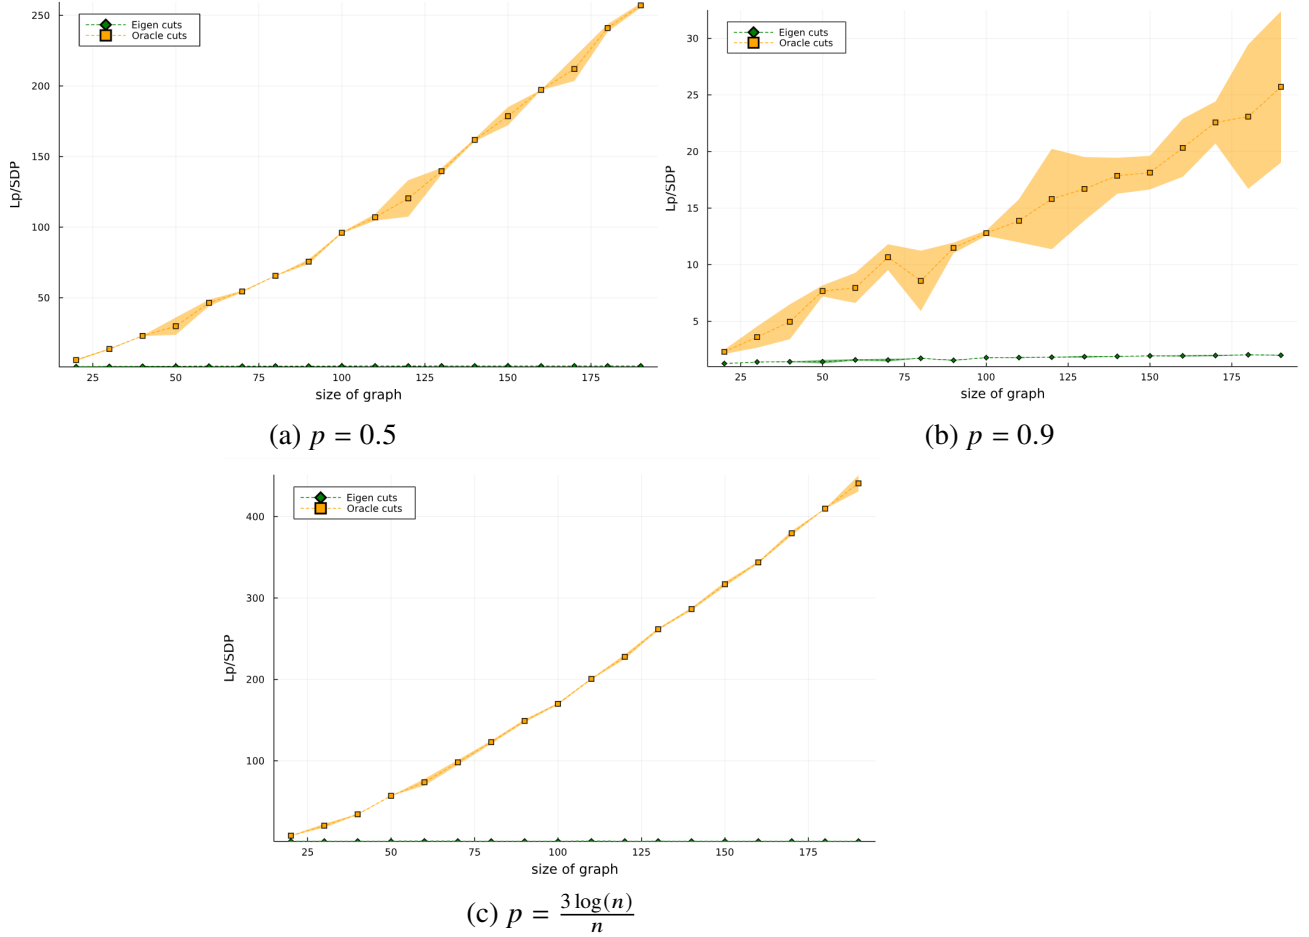 Eigen cuts
Oracle cuts
250
200
150
100
50
Lp/SDP
25 50 75 100 125 150 175
size of graph
(a) p = 0.5
Eigen cuts
Oracle cuts
30
25
20
15
10
5
Lp/SDP
25 50 75 100 125 150 175
size of graph
(b) p = 0.9
Eigen cuts
Oracle cuts
400
300
200
100
Lp/SDP
25 50 75 100 125 150 175
size of graph
(c) p = 3 log(n) / n